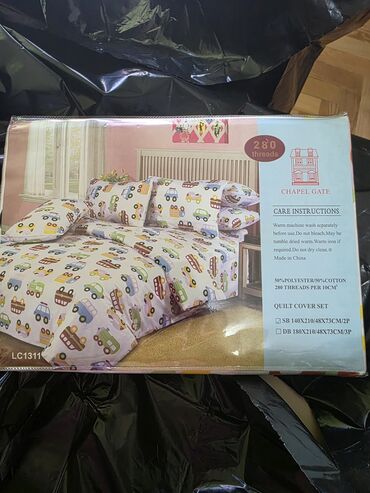 280
threads
CHAPEL GATE
CARE INSTRUCTIONS
Warm machine wash separately
before use.Do not bleach.May be
tumble dried warm.Warm iron if
required.Do not dry clean, it
Made in China
50%POLYESTER/50%COTTON
280 THREADS PER 10CM²
QUILT COVER SET
SB 140X210/48X73CM/2P
DB 180X210/48X73CM/3P
LC1311